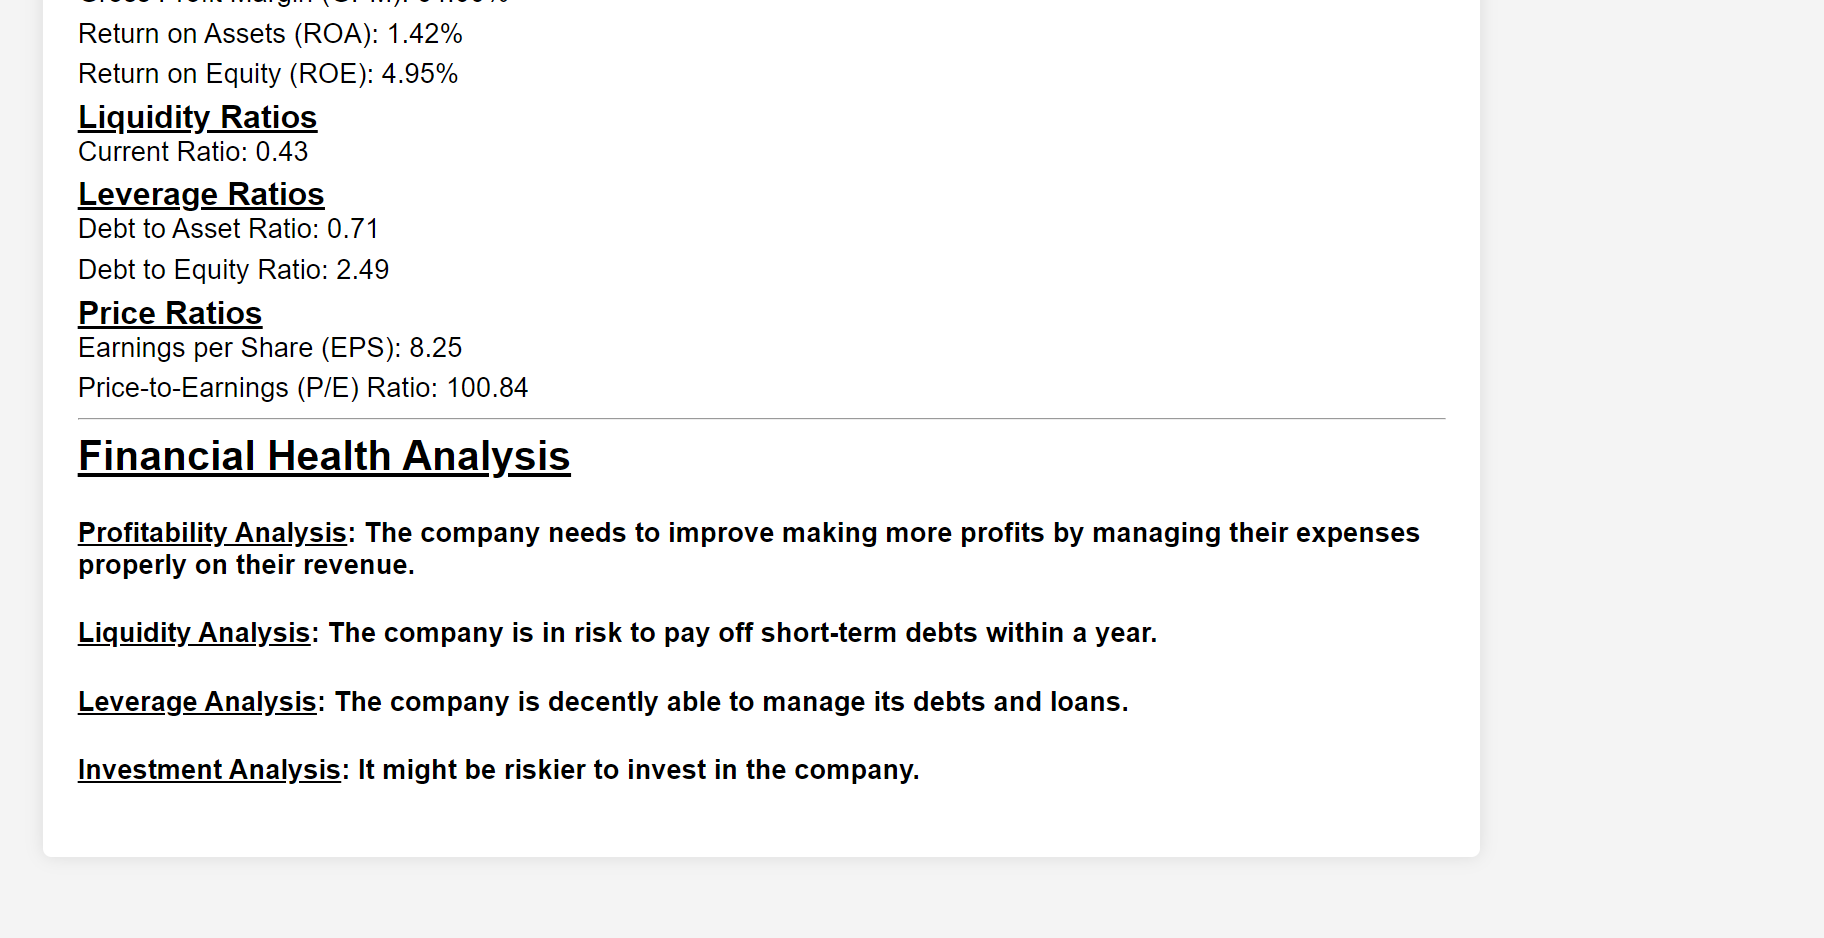 Return on Assets (ROA): 1.42%
Return on Equity (ROE): 4.95%
Liquidity Ratios
Current Ratio: 0.43
Leverage Ratios
Debt to Asset Ratio: 0.71
Debt to Equity Ratio: 2.49
Price Ratios
Earnings per Share (EPS): 8.25
Price-to-Earnings (P/E) Ratio: 100.84
Financial Health Analysis
Profitability Analysis: The company needs to improve making more profits by managing their expenses
properly on their revenue.
Liquidity Analysis: The company is in risk to pay off short-term debts within a year.
Leverage Analysis: The company is decently able to manage its debts and loans.
Investment Analysis: It might be riskier to invest in the company.